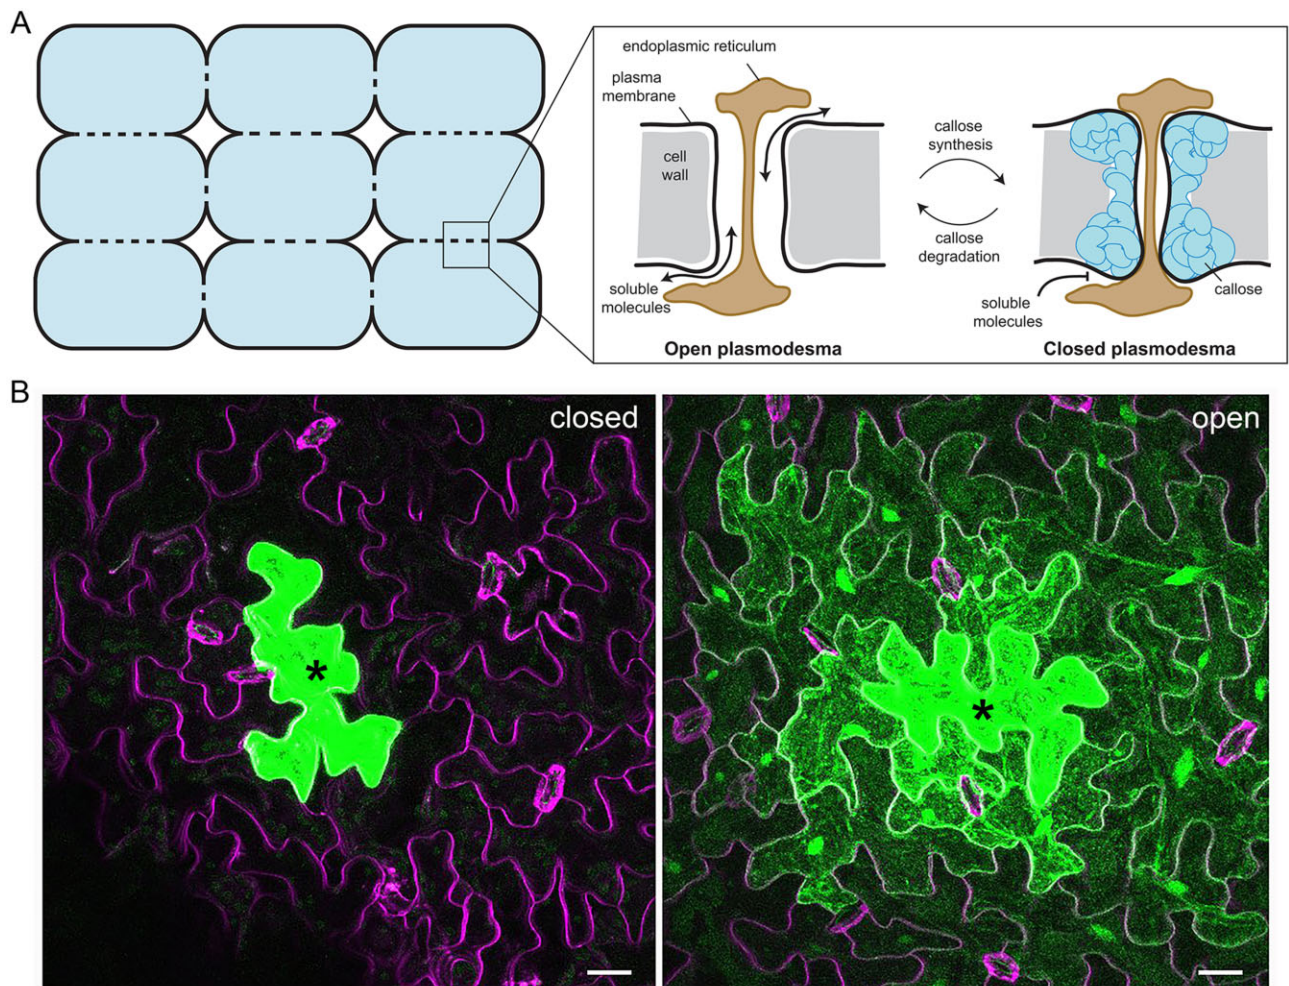 A
endoplasmic reticulum
plasma
membrane
cell
wall
soluble
molecules
Open plasmodesma
callose
synthesis
callose
degradation
soluble
molecules
callose
Closed plasmodesma
B
closed
*
open
*